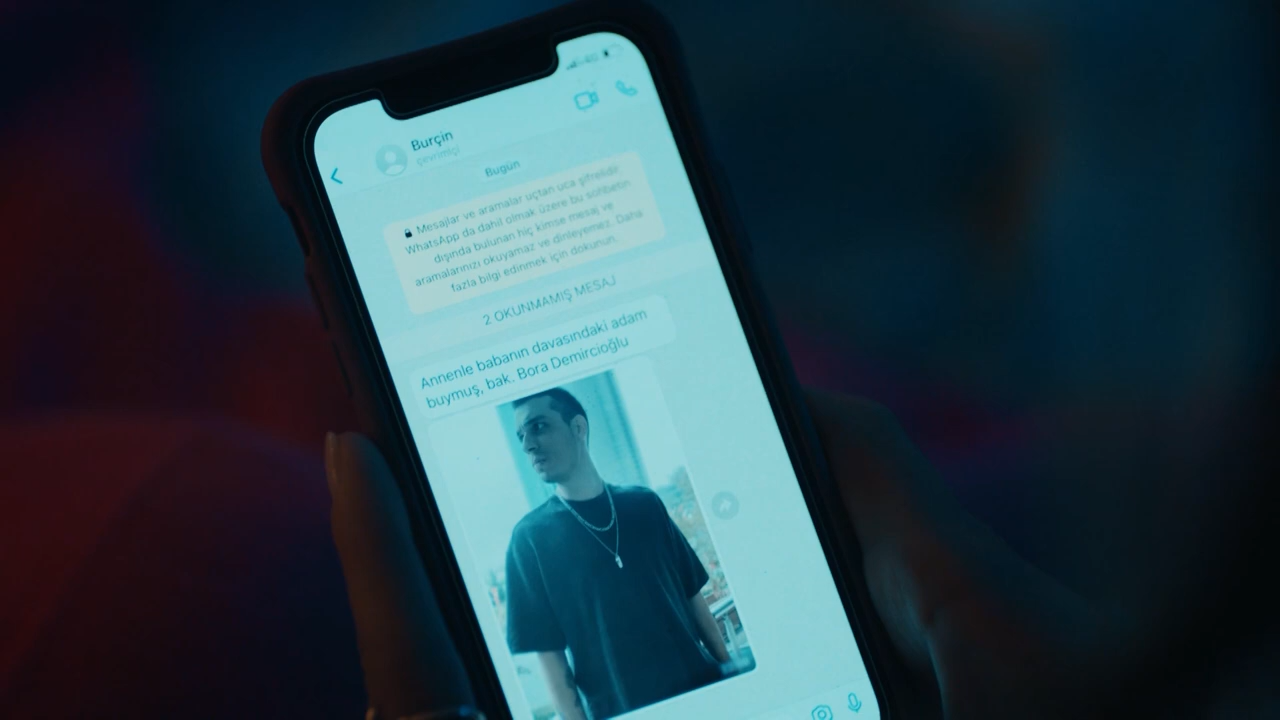 Burçin
çevrimiçi
Bugün
Mesajlar ve aramalar uçtan uca şifrelidir.
WhatsApp da dahil olmak üzere bu sohbetin
dışında bulunan hiç kimse mesaj ve
aramalarınızı okuyamaz ve dinleyemez. Daha
fazla bilgi edinmek için dokunun.
2 OKUNMAMIŞ MESAJ
Annenle babanın davasındaki adam
buymuş, bak. Bora Demircioğlu